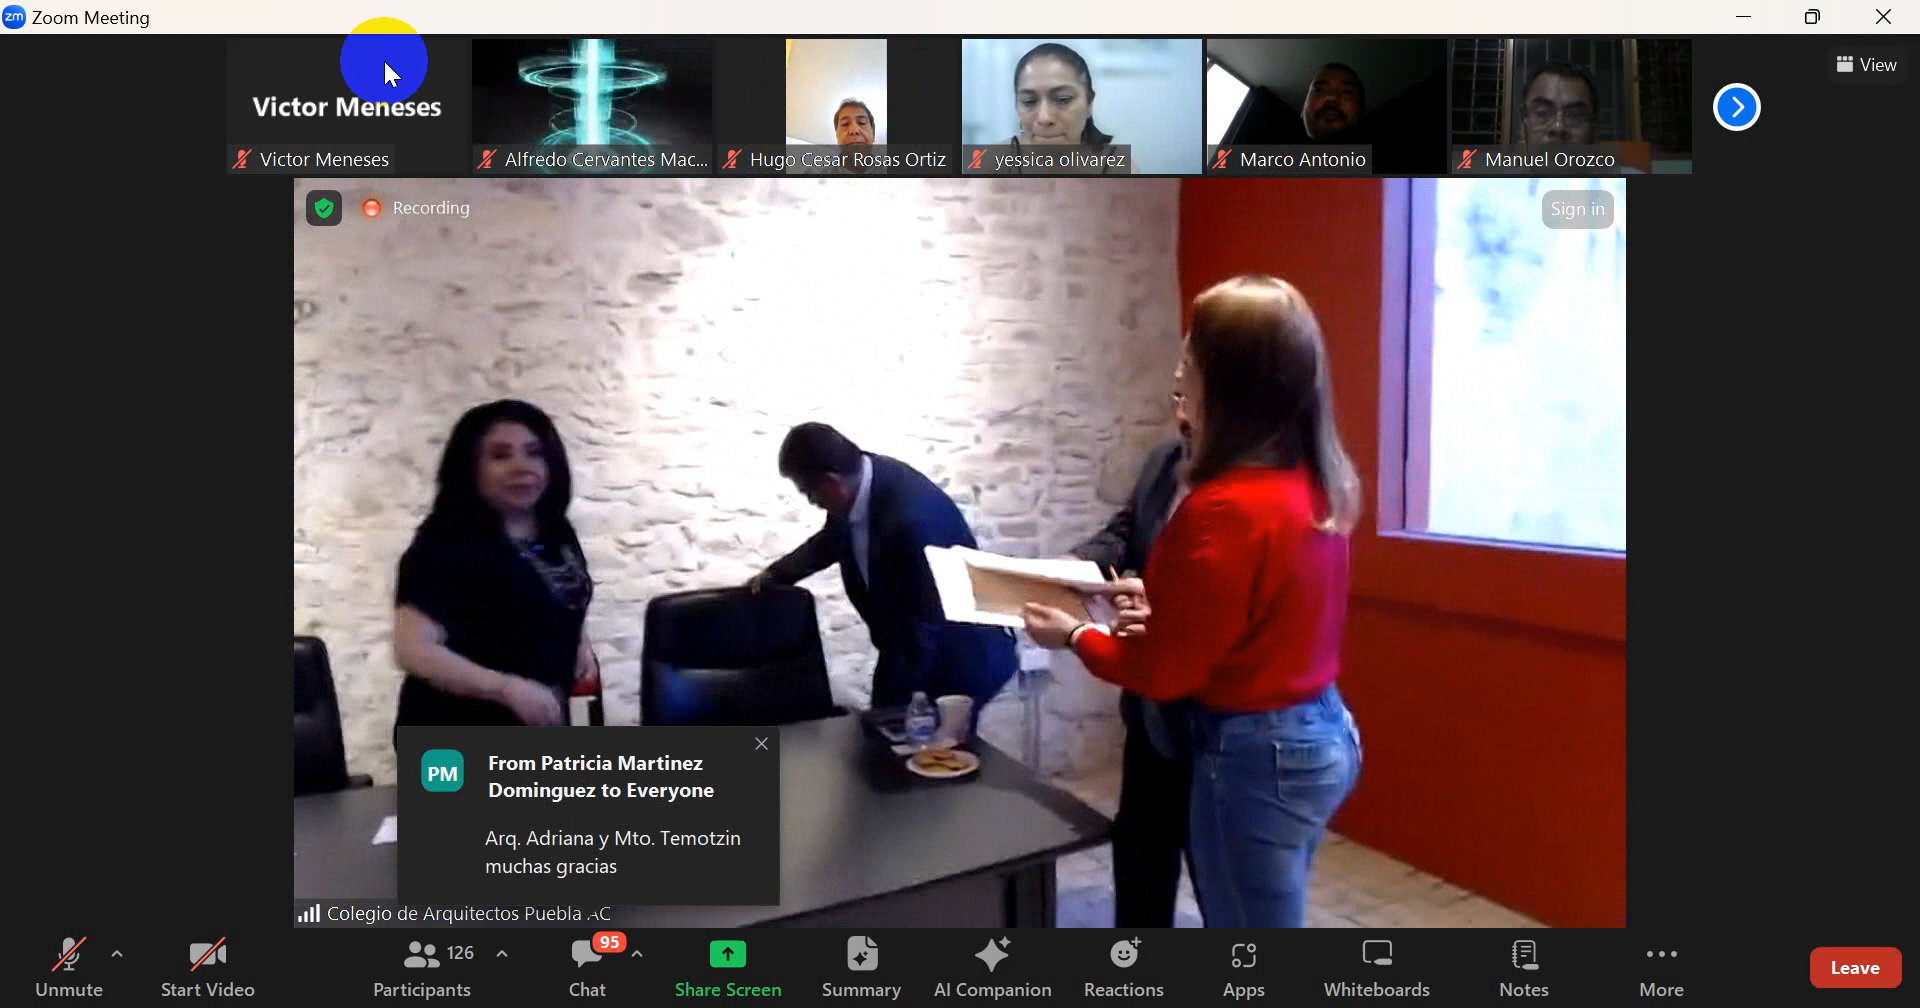 zm Zoom Meeting
Victor Meneses
Victor Meneses
Alfredo Cervantes Mac...
Hugo Cesar Rosas Ortiz
yessica olivarez
Marco Antonio
Manuel Orozco
View
Recording
Sign in
PM
From Patricia Martinez
Dominguez to Everyone
Arq. Adriana y Mto. Temotzin
muchas gracias
Colegio de Arquitectos Puebla AC
Unmute
Start Video
126
Participants
95
Chat
Share Screen
Summary
AI Companion
Reactions
Apps
Whiteboards
Notes
More
Leave